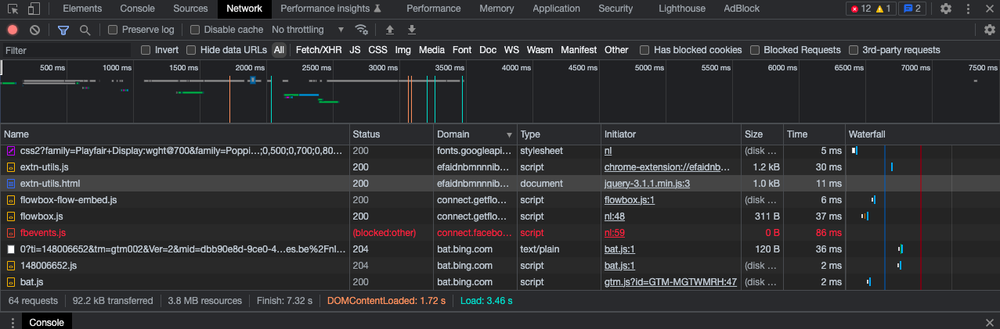 Elements Console Sources Network Performance insights Performance Memory Application Security Lighthouse AdBlock 12 1 2
Preserve log Disable cache No throttling
Filter Invert Hide data URLs All Fetch/XHR JS CSS Img Media Font Doc WS Wasm Manifest Other Has blocked cookies Blocked Requests 3rd-party requests
500 ms 1000 ms 1500 ms 2000 ms 2500 ms 3000 ms 3500 ms 4000 ms 4500 ms 5000 ms 5500 ms 6000 ms 6500 ms 7000 ms 7500 ms
Name Status Domain Type Initiator Size Time Waterfall
css2?family=Playfair+Display:wght@700&family=Poppi...;0,500;0,700;0,80... 200 fonts.googleapi... stylesheet nl (disk ... 5 ms
extn-utils.js 200 efaidnbmnnnib... script chrome-extension://efaidnb... 1.2 kB 30 ms
extn-utils.html 200 efaidnbmnnnib... document jquery-3.1.1.min.js:3 1.0 kB 11 ms
flowbox-flow-embed.js 200 connect.getflo... script flowbox.js:1 (disk ... 6 ms
flowbox.js 200 connect.getflo... script nl:48 311 B 37 ms
fbevents.js (blocked:other) connect.facebo... script nl:59 0 B 86 ms
0?ti=148006652&tm=gtm002&Ver=2&mid=dbb90e8d-9ce0-4...es.be%2Fnl... 204 bat.bing.com text/plain bat.js:1 120 B 36 ms
148006652.js 204 bat.bing.com script bat.js:1 (disk ... 2 ms
bat.js 200 bat.bing.com script gtm.js?id=GTM-MGTWMRH:47 (disk ... 2 ms
64 requests 92.2 kB transferred 3.8 MB resources Finish: 7.32 s DOMContentLoaded: 1.72 s Load: 3.46 s
Console